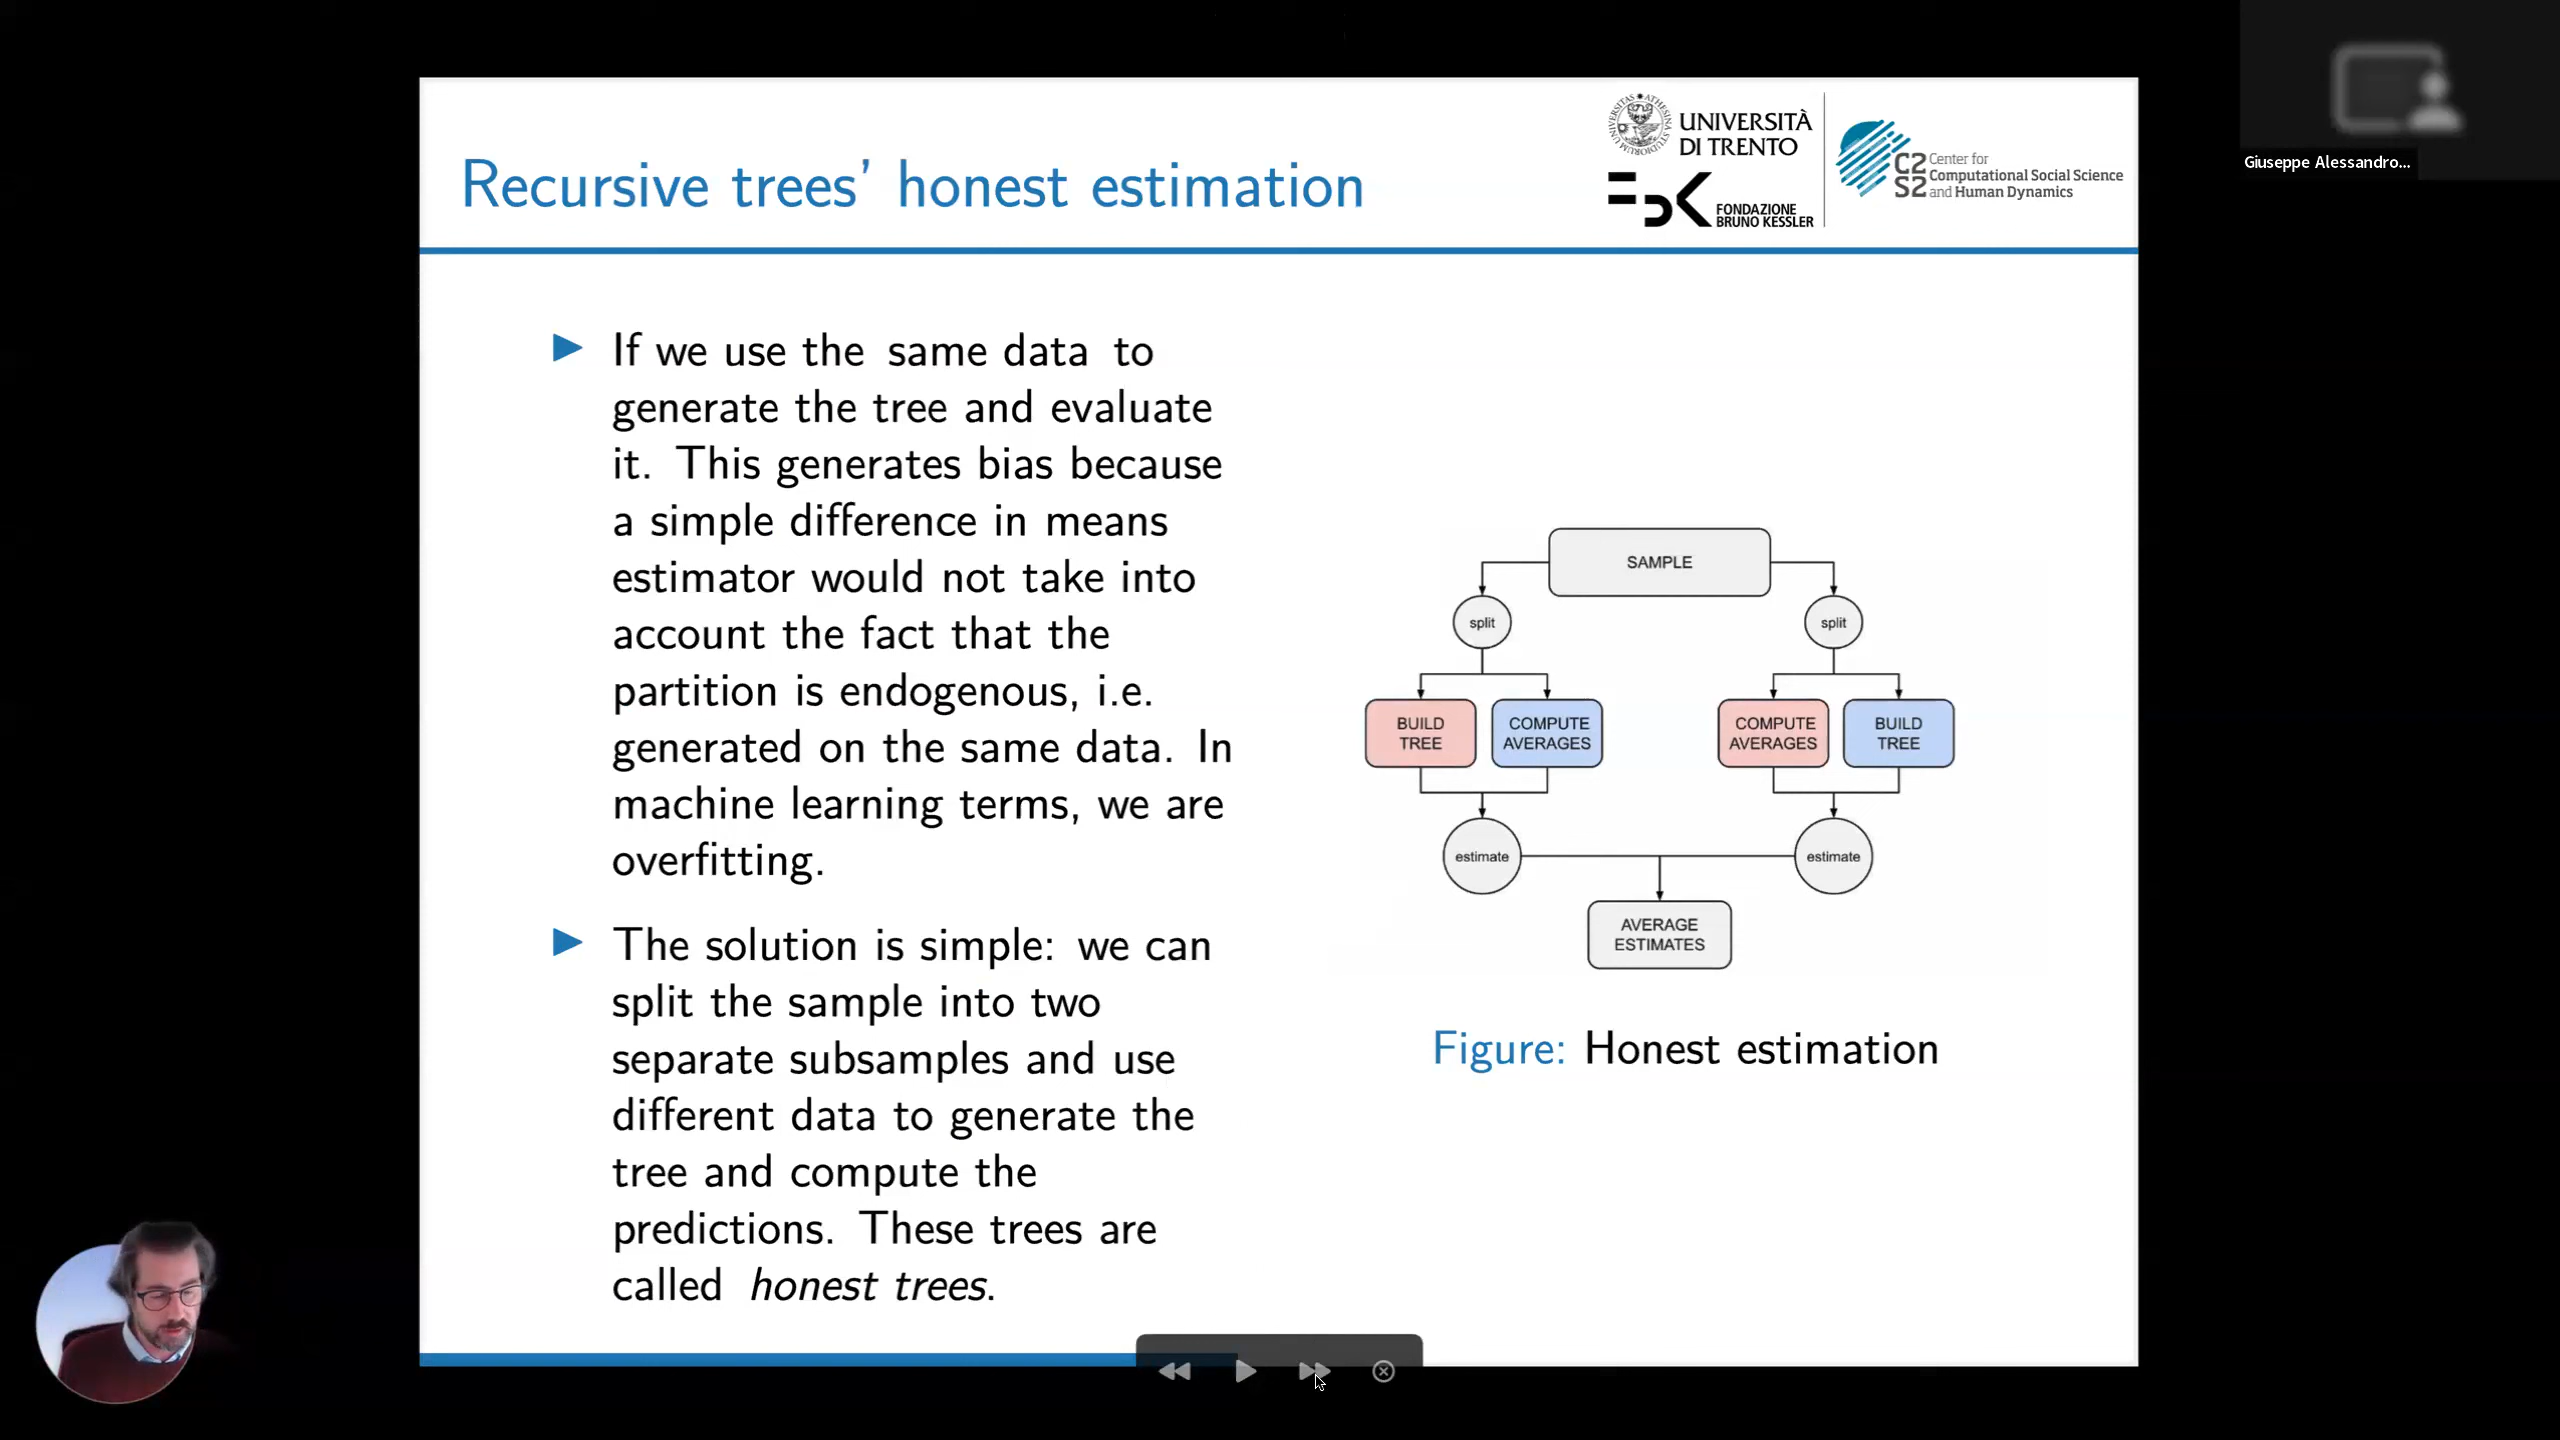 Recursive trees' honest estimation
UNIVERSITÀ
DI TRENTO
FONDAZIONE
BRUNO KESSLER
C2
S2
Center for
Computational Social Science
and Human Dynamics
Giuseppe Alessandro...
If we use the same data to
generate the tree and evaluate
it. This generates bias because
a simple difference in means
estimator would not take into
account the fact that the
partition is endogenous, i.e.
generated on the same data. In
machine learning terms, we are
overfitting.
The solution is simple: we can
split the sample into two
separate subsamples and use
different data to generate the
tree and compute the
predictions. These trees are
called honest trees.
SAMPLE
split
split
BUILD
TREE
COMPUTE
AVERAGES
COMPUTE
AVERAGES
BUILD
TREE
estimate
estimate
AVERAGE
ESTIMATES
Figure: Honest estimation